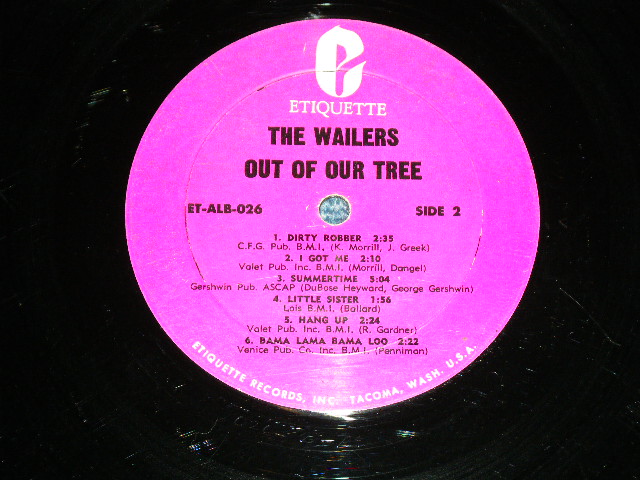 ETIQUETTE
THE WAILERS
OUT OF OUR TREE
ET-ALB-026 SIDE 2
1. DIRTY ROBBER 2:35
C.F.G. Pub. B.M.I. (K. Morrill, J. Greek)
2. I GOT ME 2:10
Valet Pub. Inc. B.M.I. (Morrill, Dangel)
3. SUMMERTIME 5:04
Gershwin Pub. ASCAP (DuBose Heyward, George Gershwin)
4. LITTLE SISTER 1:56
Lois B.M.I. (Ballard)
5. HANG UP 2:24
Valet Pub. Inc. B.M.I. (R. Gardner)
6. BAMA LAMA BAMA LOO 2:22
Venice Pub. Co. Inc. B.M.I. (Penniman)
ETIQUETTE RECORDS, INC. TACOMA, WASH. U.S.A.